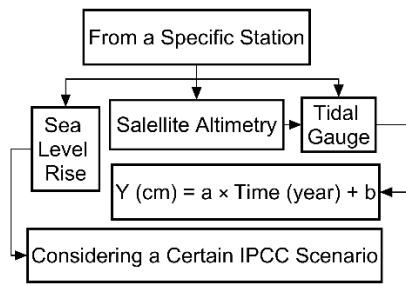 From a Specific Station
Sea
Level
Rise
Salellite Altimetry
Tidal
Gauge
Y (cm) = a × Time (year) + b
Considering a Certain IPCC Scenario